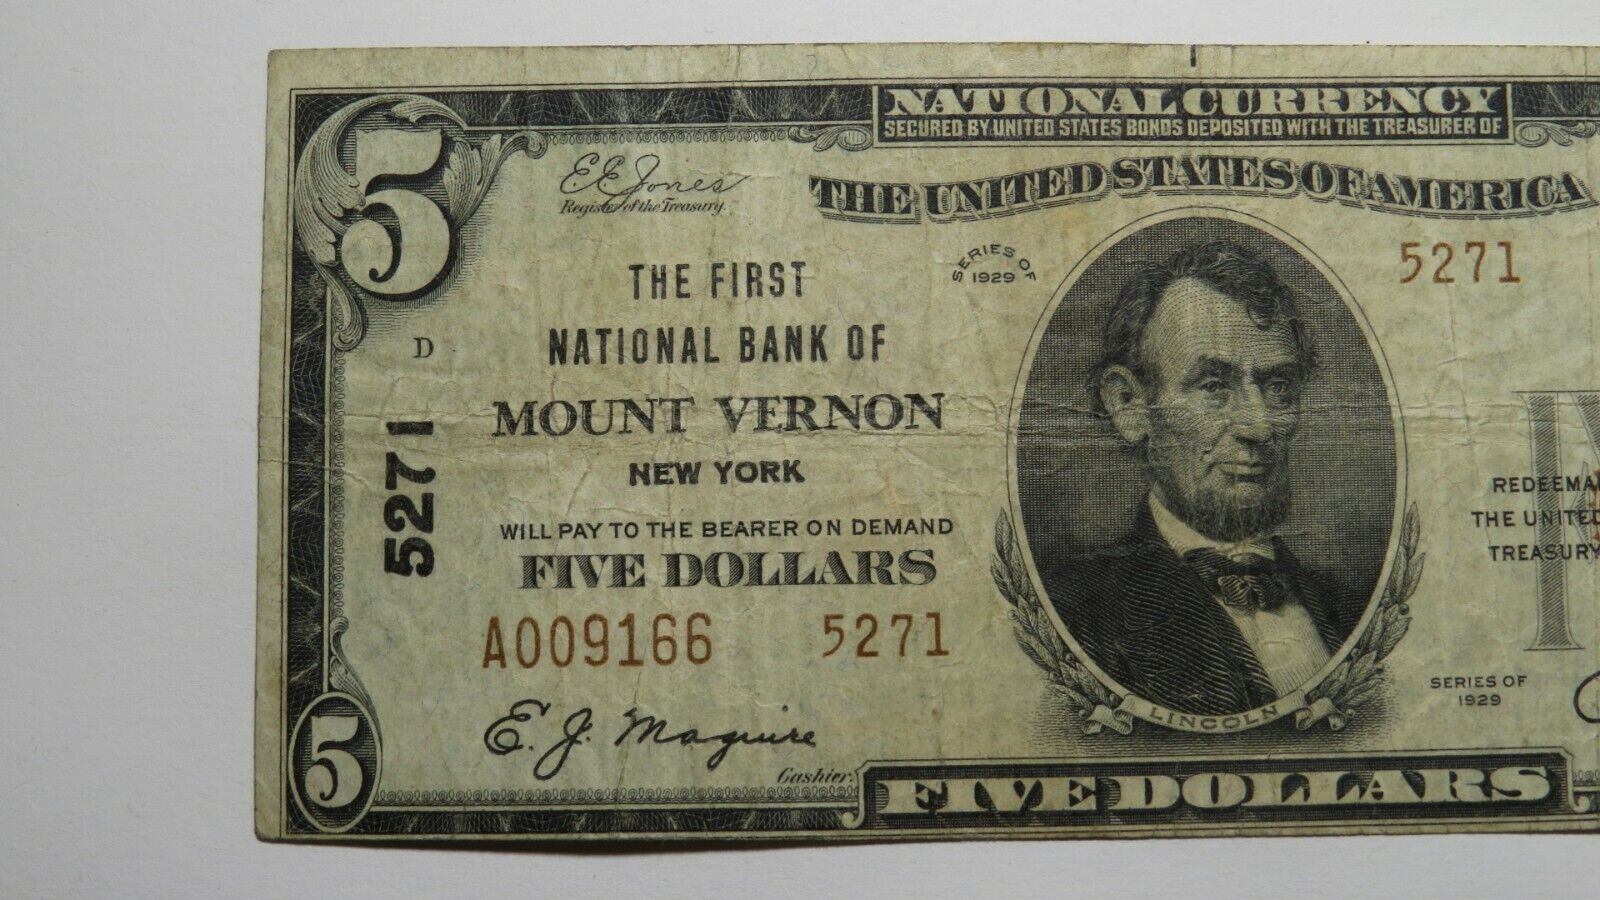 NATIONAL CURRENCY
SECURED BY UNITED STATES BONDS DEPOSITED WITH THE TREASURER OF
THE UNITED STATES OF AMERICA
5
E E Jones
Register of the Treasury.
SERIES OF
1929
5271
THE FIRST
NATIONAL BANK OF
D
MOUNT VERNON
NEW YORK
5271
WILL PAY TO THE BEARER ON DEMAND
FIVE DOLLARS
THE UNITED
TREASURY
A009166 5271
SERIES OF
1929
LINCOLN
E. J. Maguire
Cashier.
5
FIVE DOLLARS